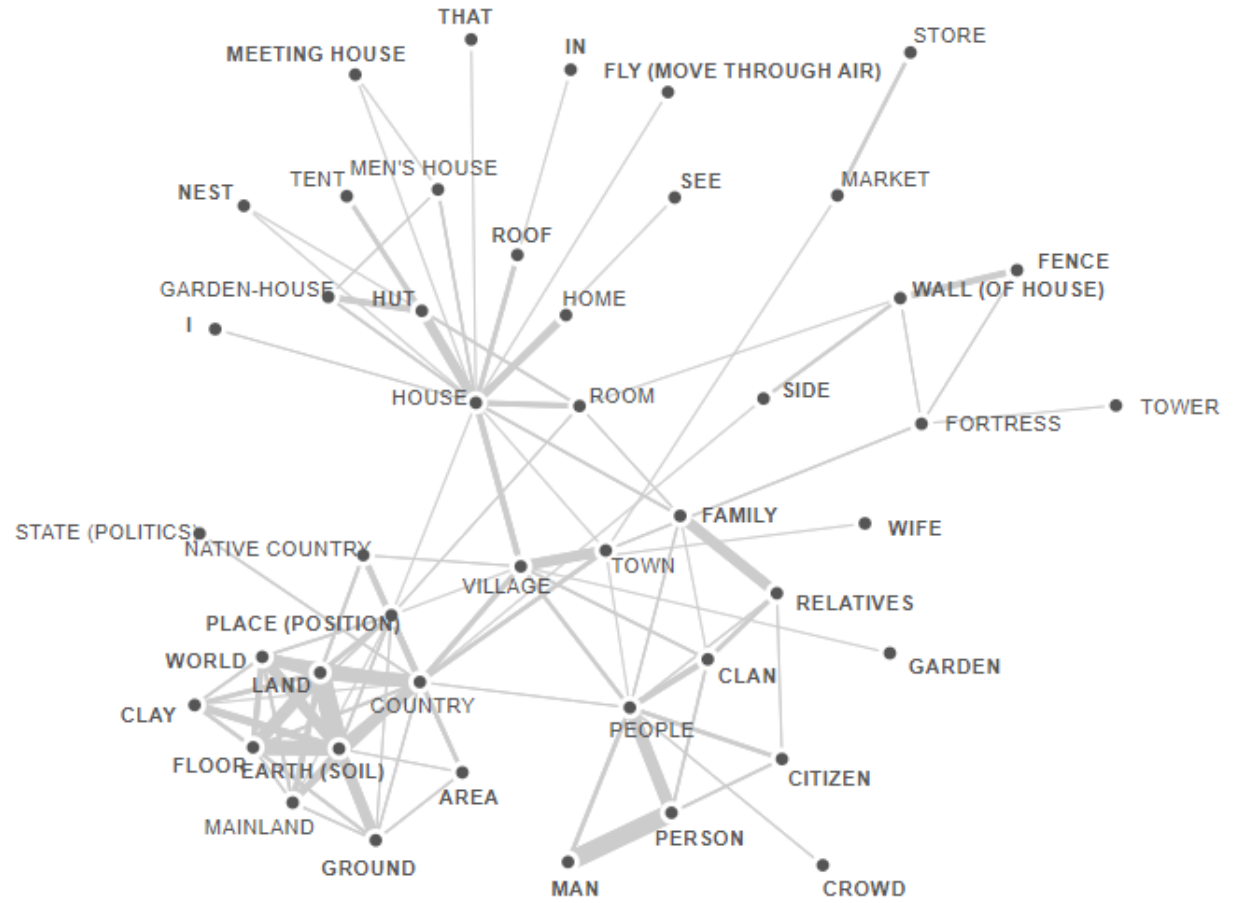 THAT
IN
STORE
MEETING HOUSE
FLY (MOVE THROUGH AIR)
MEN'S HOUSE
TENT
SEE
MARKET
NEST
ROOF
FENCE
GARDEN-HOUSE
HUT
HOME
WALL (OF HOUSE)
I
HOUSE
ROOM
SIDE
TOWER
FORTRESS
FAMILY
WIFE
STATE (POLITICS)
NATIVE COUNTRY
TOWN
VILLAGE
RELATIVES
PLACE (POSITION)
WORLD
GARDEN
LAND
CLAN
COUNTRY
CLAY
PEOPLE
FLOOR
EARTH (SOIL)
CITIZEN
AREA
MAINLAND
PERSON
GROUND
MAN
CROWD